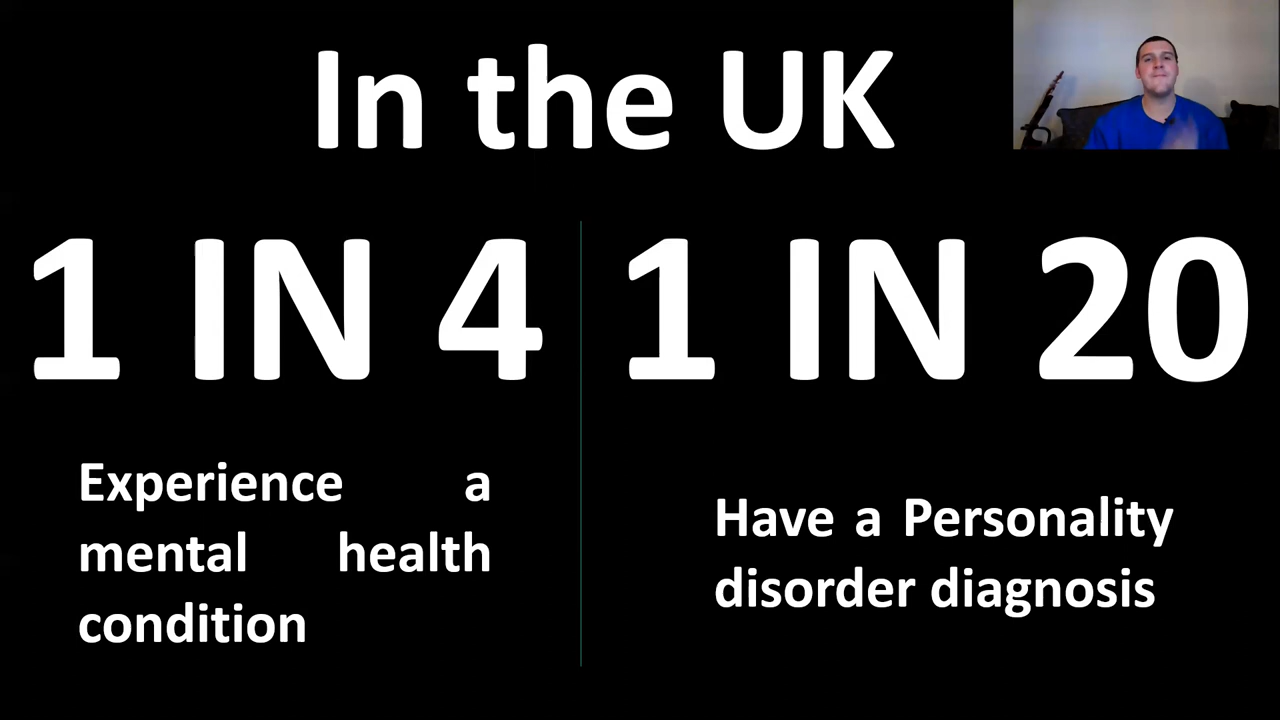 In the UK
1 IN 4
Experience a
mental health
condition
1 IN 20
Have a Personality
disorder diagnosis